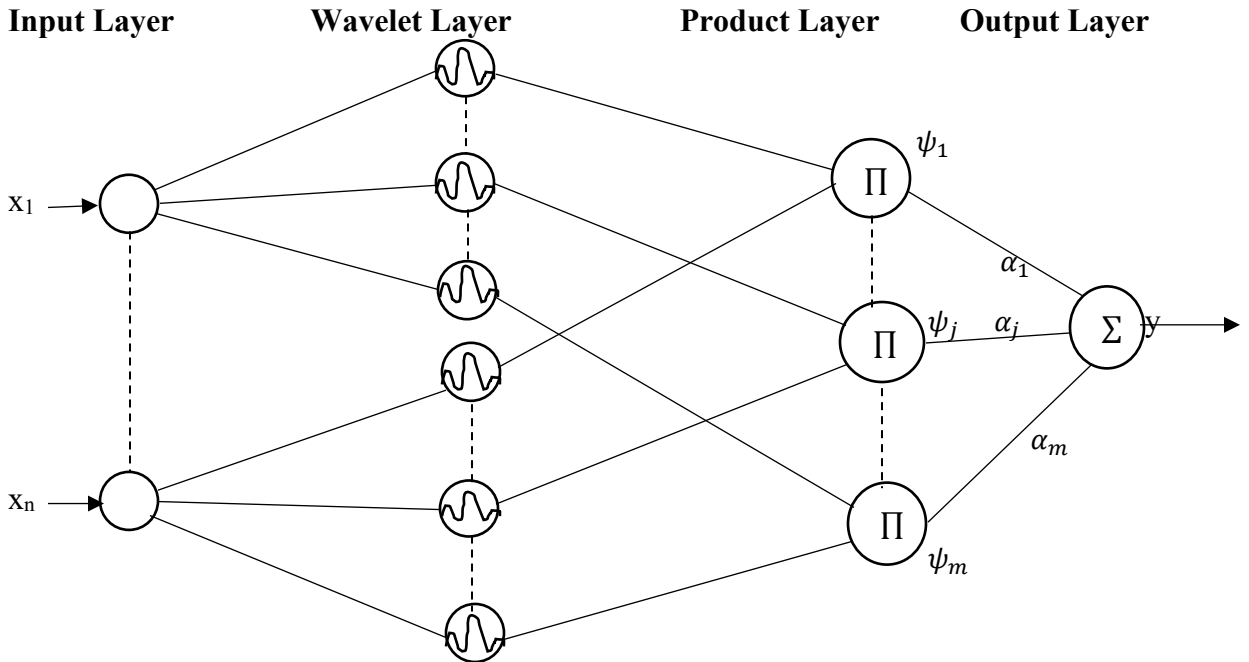 Input Layer Wavelet Layer Product Layer Output Layer
ψ₁
∏
x₁
α₁
ψⱼ αⱼ
∏ Σ y
αₘ
xₙ
∏
ψₘ